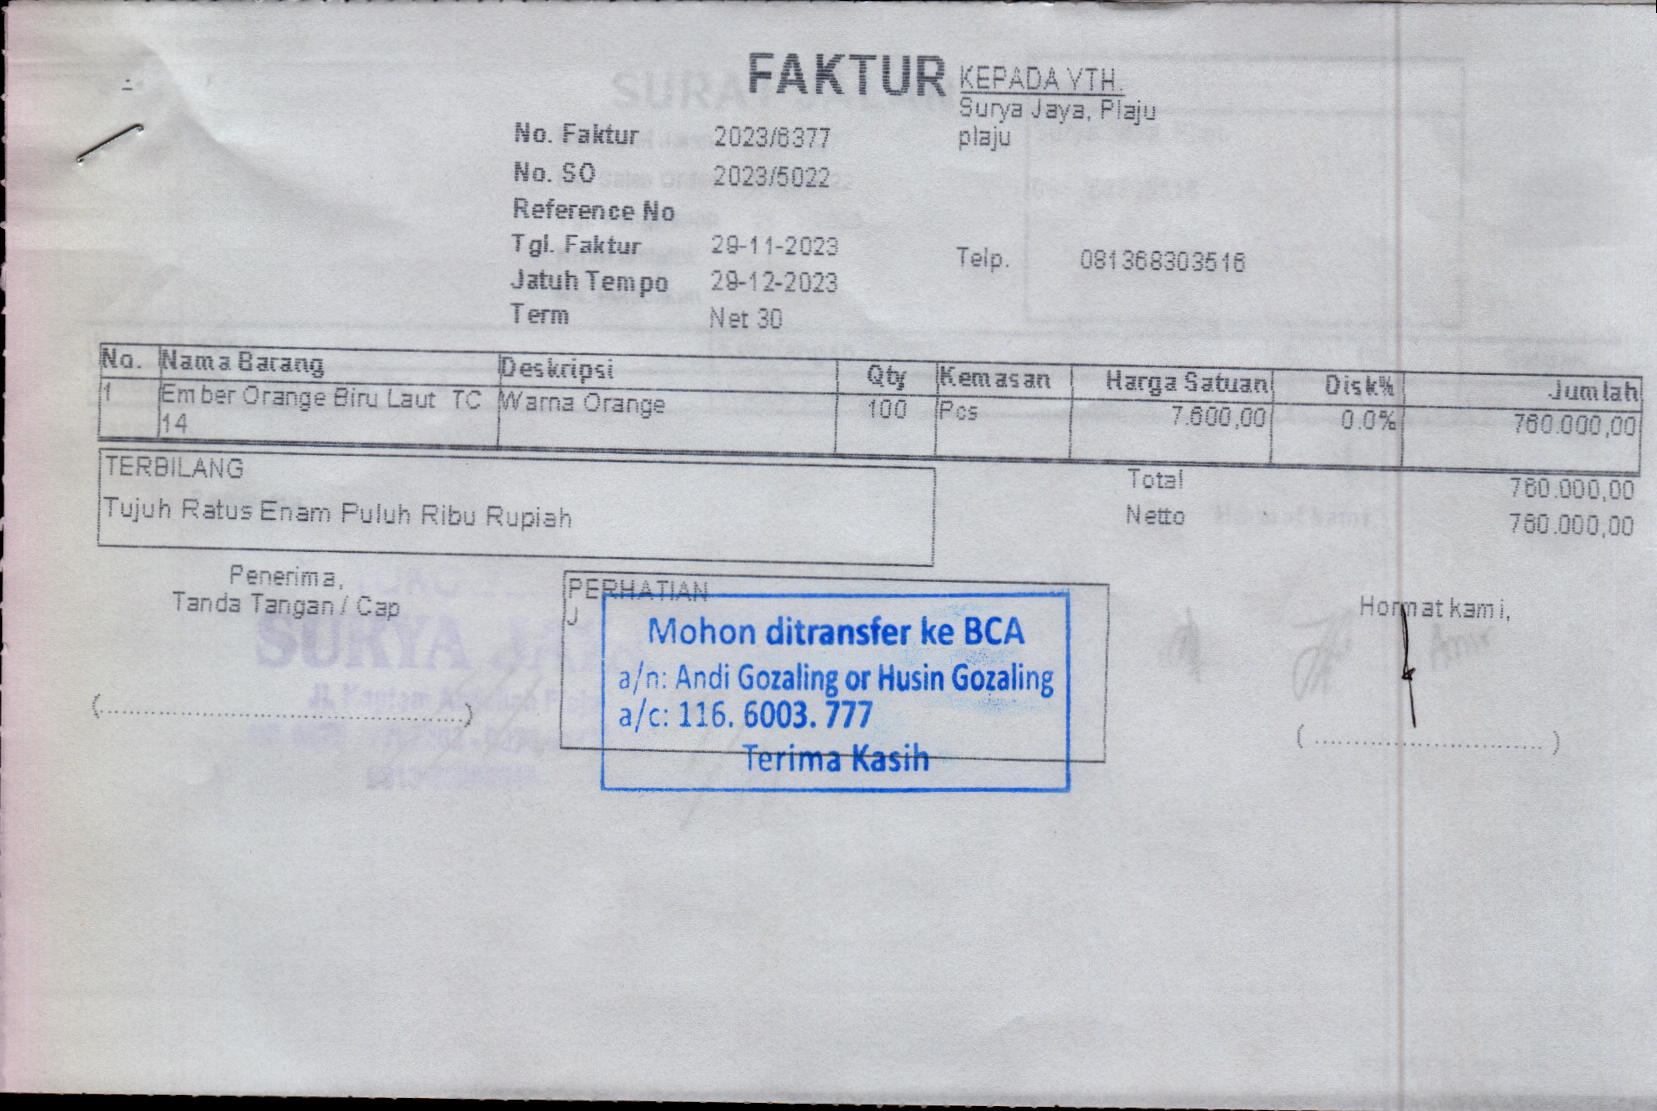 FAKTUR
KEPADA YTH.
Surya Jaya, Plaju
plaju
No. Faktur 2023/6377
No. SO 2023/5022
Reference No
Tgl. Faktur 29-11-2023
Jatuh Tempo 29-12-2023
Term Net 30
Telp. 081368303516
No. Nama Barang Deskripsi Qty Kemasan Harga Satuan Disk% Jumlah
1 Ember Orange Biru Laut TC 14 Warna Orange 100 Pcs 7.600,00 0.0% 760.000,00
TERBILANG
Tujuh Ratus Enam Puluh Ribu Rupiah
Total 760.000,00
Netto 760.000,00
Penerima,
Tanda Tangan / Cap
(..................................................)
PERHATIAN
J
Mohon ditransfer ke BCA
a/n: Andi Gozaling or Husin Gozaling
a/c: 116. 6003. 777
Terima Kasih
Hormat kami,
( ................................ )
SURYA JAYA